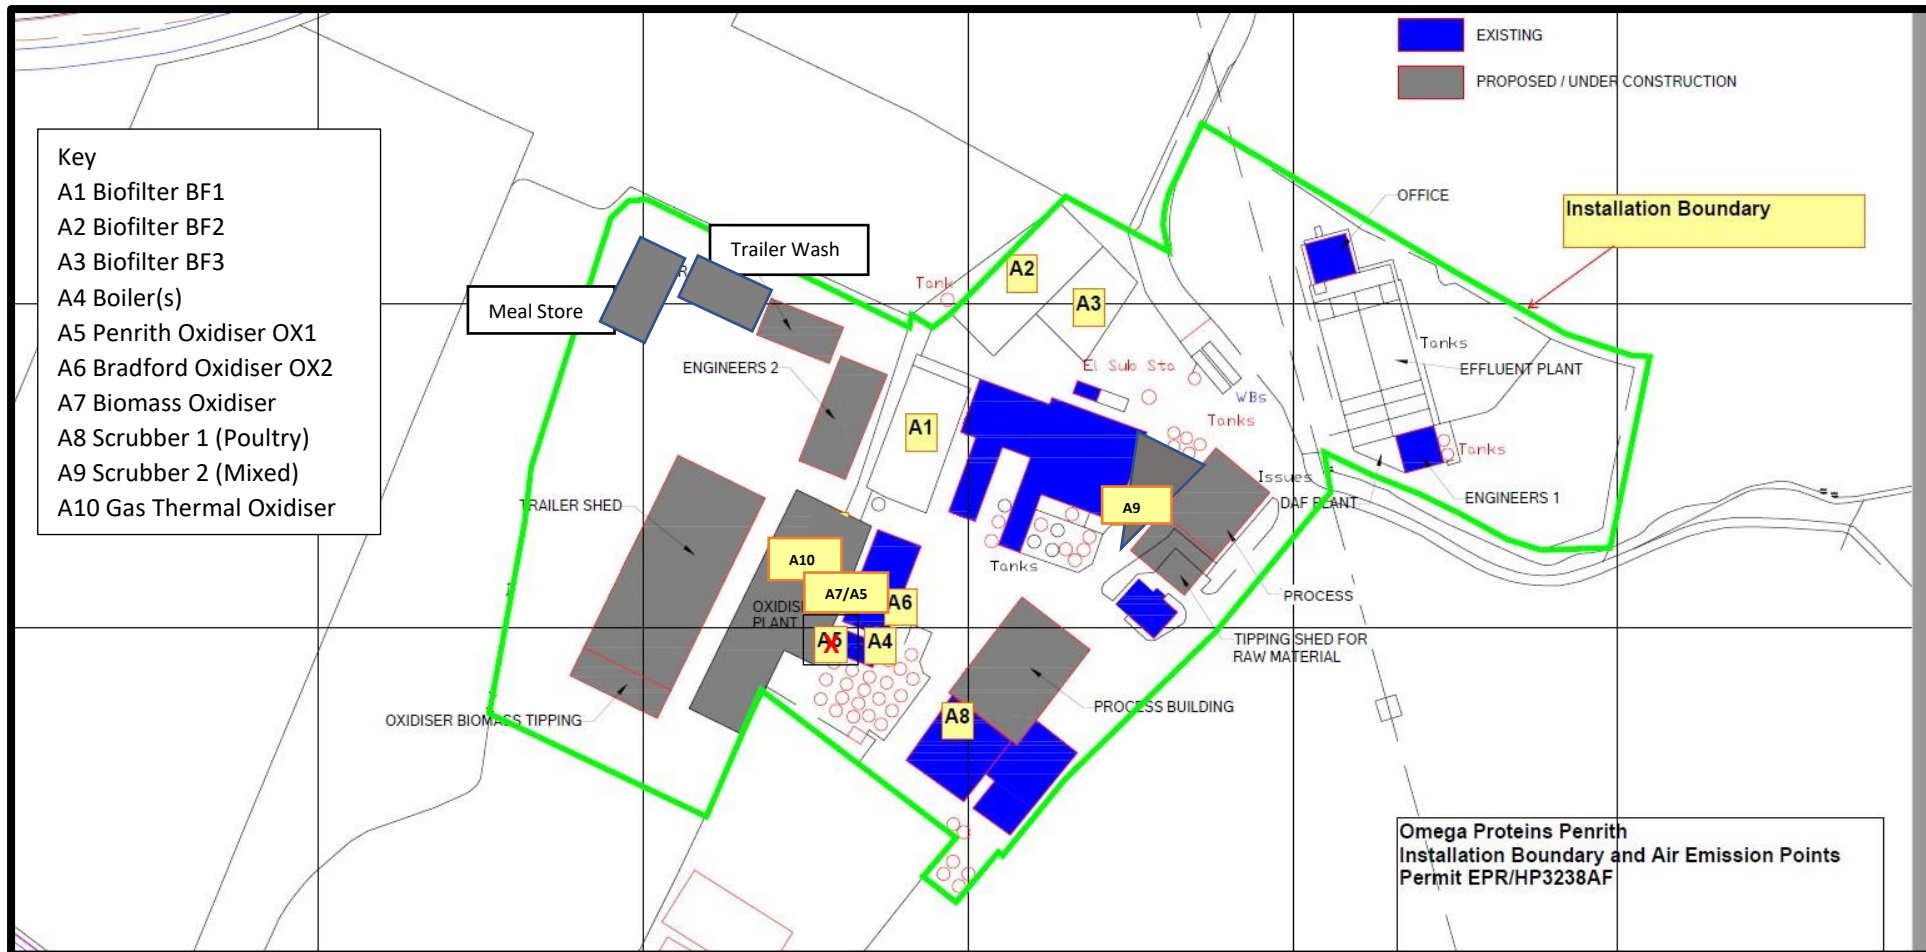 EXISTING
PROPOSED / UNDER CONSTRUCTION
Key
A1 Biofilter BF1
A2 Biofilter BF2
A3 Biofilter BF3
A4 Boiler(s)
A5 Penrith Oxidiser OX1
A6 Bradford Oxidiser OX2
A7 Biomass Oxidiser
A8 Scrubber 1 (Poultry)
A9 Scrubber 2 (Mixed)
A10 Gas Thermal Oxidiser
OFFICE
Installation Boundary
Trailer Wash
Meal Store
R
Tank
A2
A3
Tanks
EFFLUENT PLANT
ENGINEERS 2
El Sub Sta
WBs
Tanks
A1
Tanks
Issues
DAF PLANT
ENGINEERS 1
TRAILER SHED
A9
A10
Tanks
A7/A5
A6
PROCESS
OXIDIS
PLANT
A5
X
A4
TIPPING SHED FOR
RAW MATERIAL
OXIDISER BIOMASS TIPPING
A8
PROCESS BUILDING
Omega Proteins Penrith
Installation Boundary and Air Emission Points
Permit EPR/HP3238AF